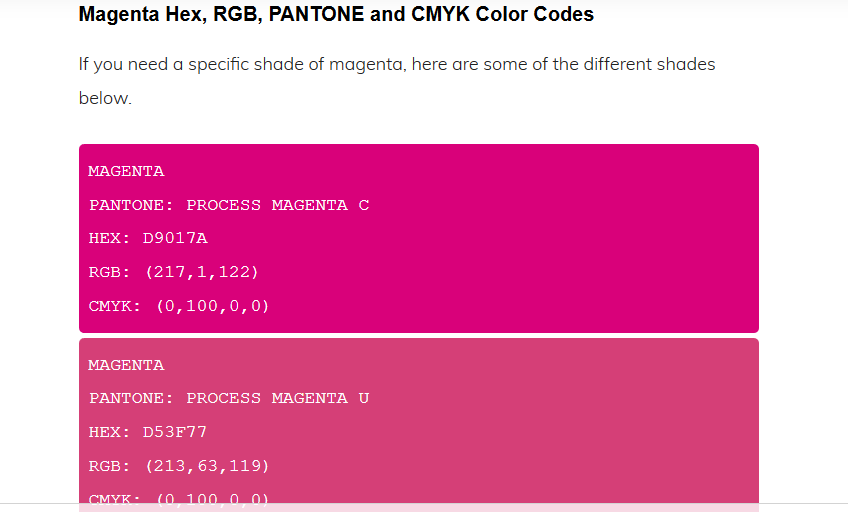 Magenta Hex, RGB, PANTONE and CMYK Color Codes
If you need a specific shade of magenta, here are some of the different shades
below.
MAGENTA
PANTONE: PROCESS MAGENTA C
HEX: D9017A
RGB: (217,1,122)
CMYK: (0,100,0,0)
MAGENTA
PANTONE: PROCESS MAGENTA U
HEX: D53F77
RGB: (213,63,119)
CMYK: (0,100,0,0)